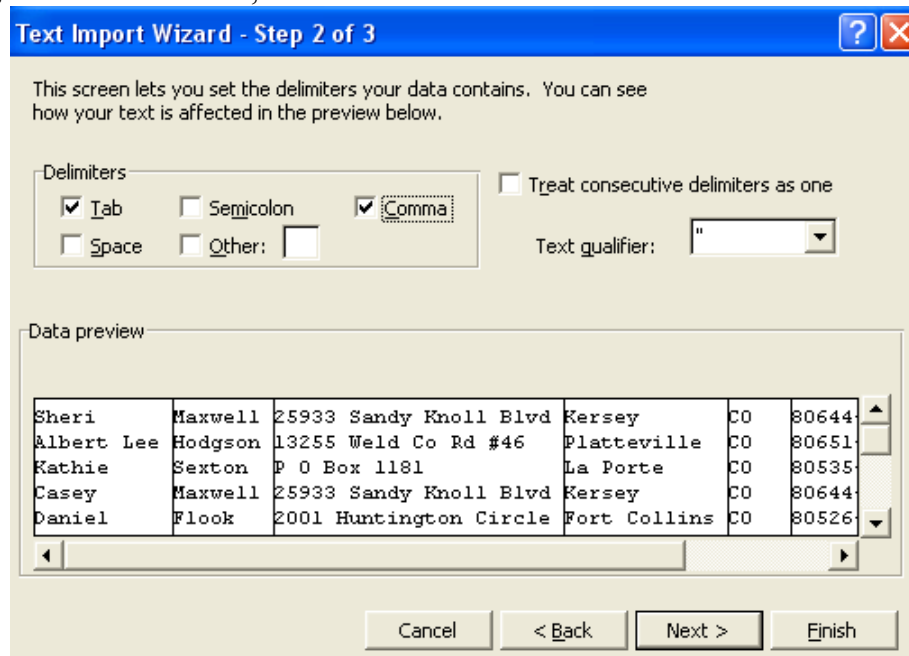 Text Import Wizard - Step 2 of 3
This screen lets you set the delimiters your data contains.  You can see
how your text is affected in the preview below.
Delimiters
Tab
Semicolon
Comma
Space
Other:
Treat consecutive delimiters as one
Text qualifier: "
Data preview
Sheri Maxwell 25933 Sandy Knoll Blvd Kersey CO 80644-
Albert Lee Hodgson 13255 Weld Co Rd #46 Platteville CO 80651-
Kathie Sexton P O Box 1181 La Porte CO 80535-
Casey Maxwell 25933 Sandy Knoll Blvd Kersey CO 80644-
Daniel Flook 2001 Huntington Circle Fort Collins CO 80526-
Cancel
< Back
Next >
Finish